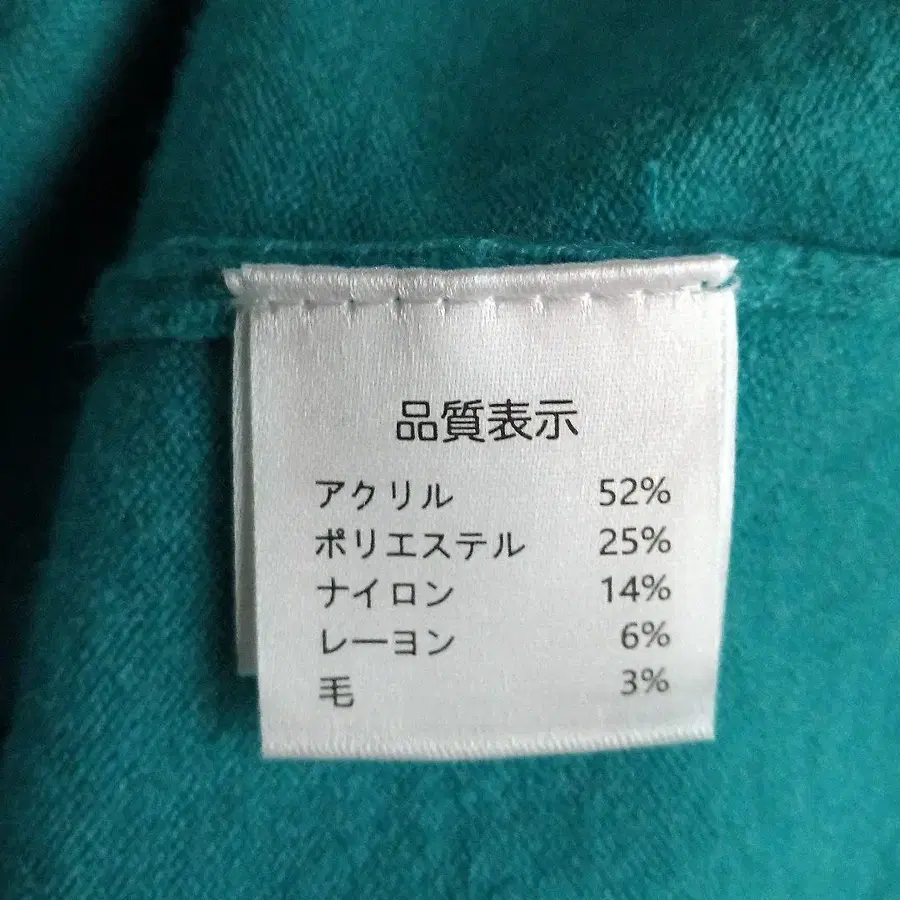 品質表示
アクリル 52%
ポリエステル 25%
ナイロン 14%
レーヨン 6%
毛 3%